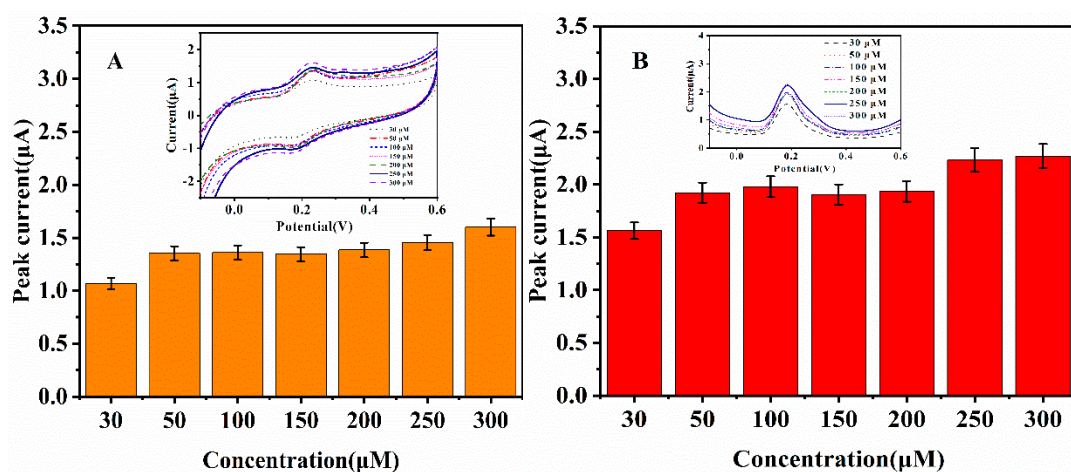 A
Peak current(μA)
3.5
3.0
2.5
2.0
1.5
1.0
0.5
0.0
30 50 100 150 200 250 300
Concentration(μM)
Current(μA)
2
1
0
-1
-2
0.0 0.2 0.4 0.6
Potential(V)
30 μM
50 μM
100 μM
150 μM
200 μM
250 μM
300 μM
B
Peak current(μA)
3.5
3.0
2.5
2.0
1.5
1.0
0.5
0.0
30 50 100 150 200 250 300
Concentration(μM)
Current(μA)
4
2
0
0.0 0.2 0.4 0.6
Potential(V)
30 μM
50 μM
100 μM
150 μM
200 μM
250 μM
300 μM